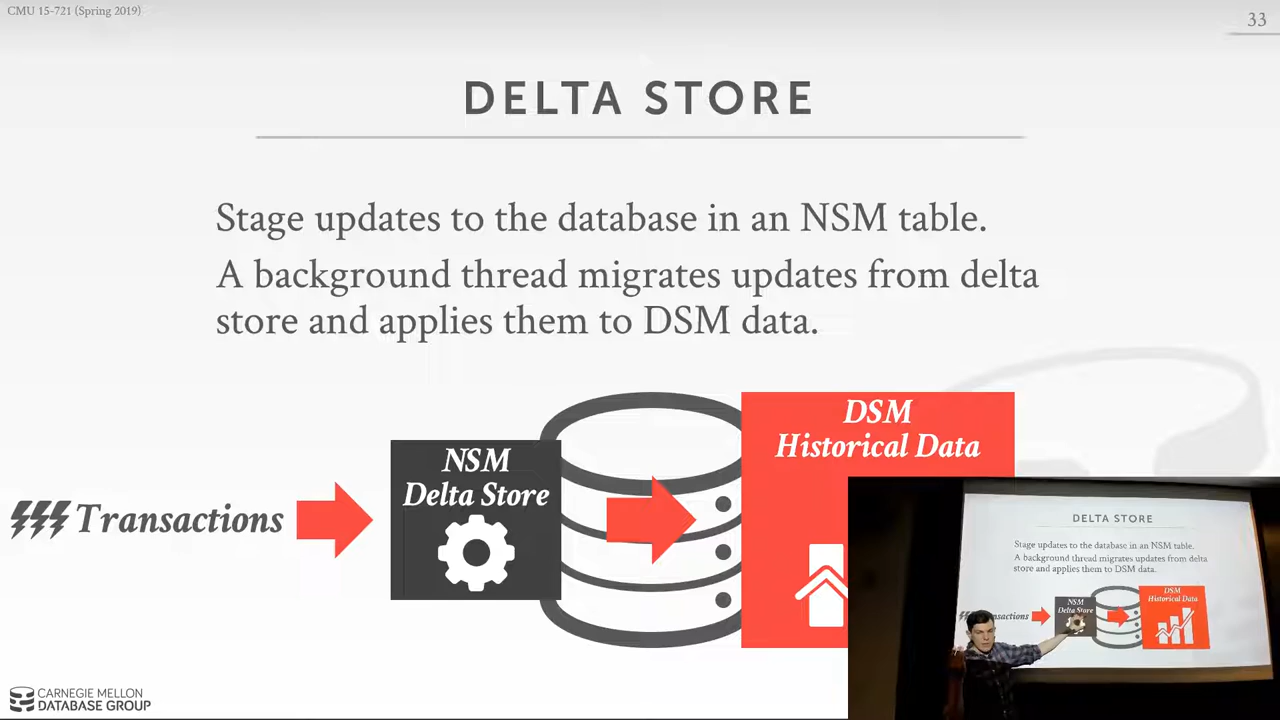 CMU 15-721 (Spring 2019)
33
DELTA STORE
Stage updates to the database in an NSM table.
A background thread migrates updates from delta
store and applies them to DSM data.
DSM
Historical Data
NSM
Delta Store
Transactions
CARNEGIE MELLON
DATABASE GROUP
DELTA STORE
Stage updates to the database in an NSM table.
A background thread migrates updates from delta
store and applies them to DSM data.
DSM
Historical Data
NSM
Delta Store